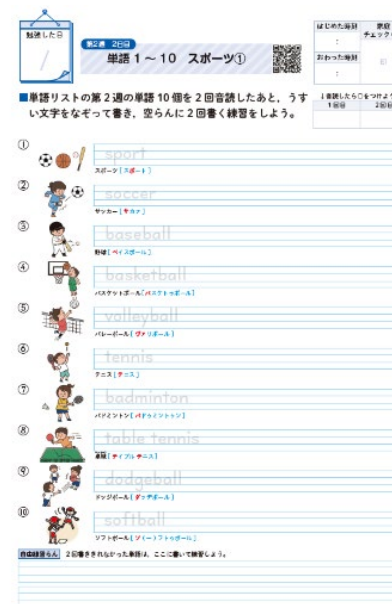 勉強した日
/
第2週 2日目
単語1～10 スポーツ①
はじめた時刻
:
おわった時刻
:
家庭
チェック
印
■単語リストの第2週の単語10個を2回音読したあと、うす
い文字をなぞって書き、空らんに2回書く練習をしよう。
↓音読したら○をつけよう
1回目
2回目
① sport
スポーツ [スポート]
② soccer
サッカー [サカァ]
③ baseball
野球 [ベイスボール]
④ basketball
バスケットボール [バスケトゥボール]
⑤ volleyball
バレーボール [ヴァリボール]
⑥ tennis
テニス [テニス]
⑦ badminton
バドミントン [バドゥミントゥン]
⑧ table tennis
卓球 [テイブル テニス]
⑨ dodgeball
ドッジボール [ダッヂボール]
⑩ softball
ソフトボール [ソ(ー)フトゥボール]
自由練習らん 2回書ききれなかった単語は、ここに書いて練習しよう。